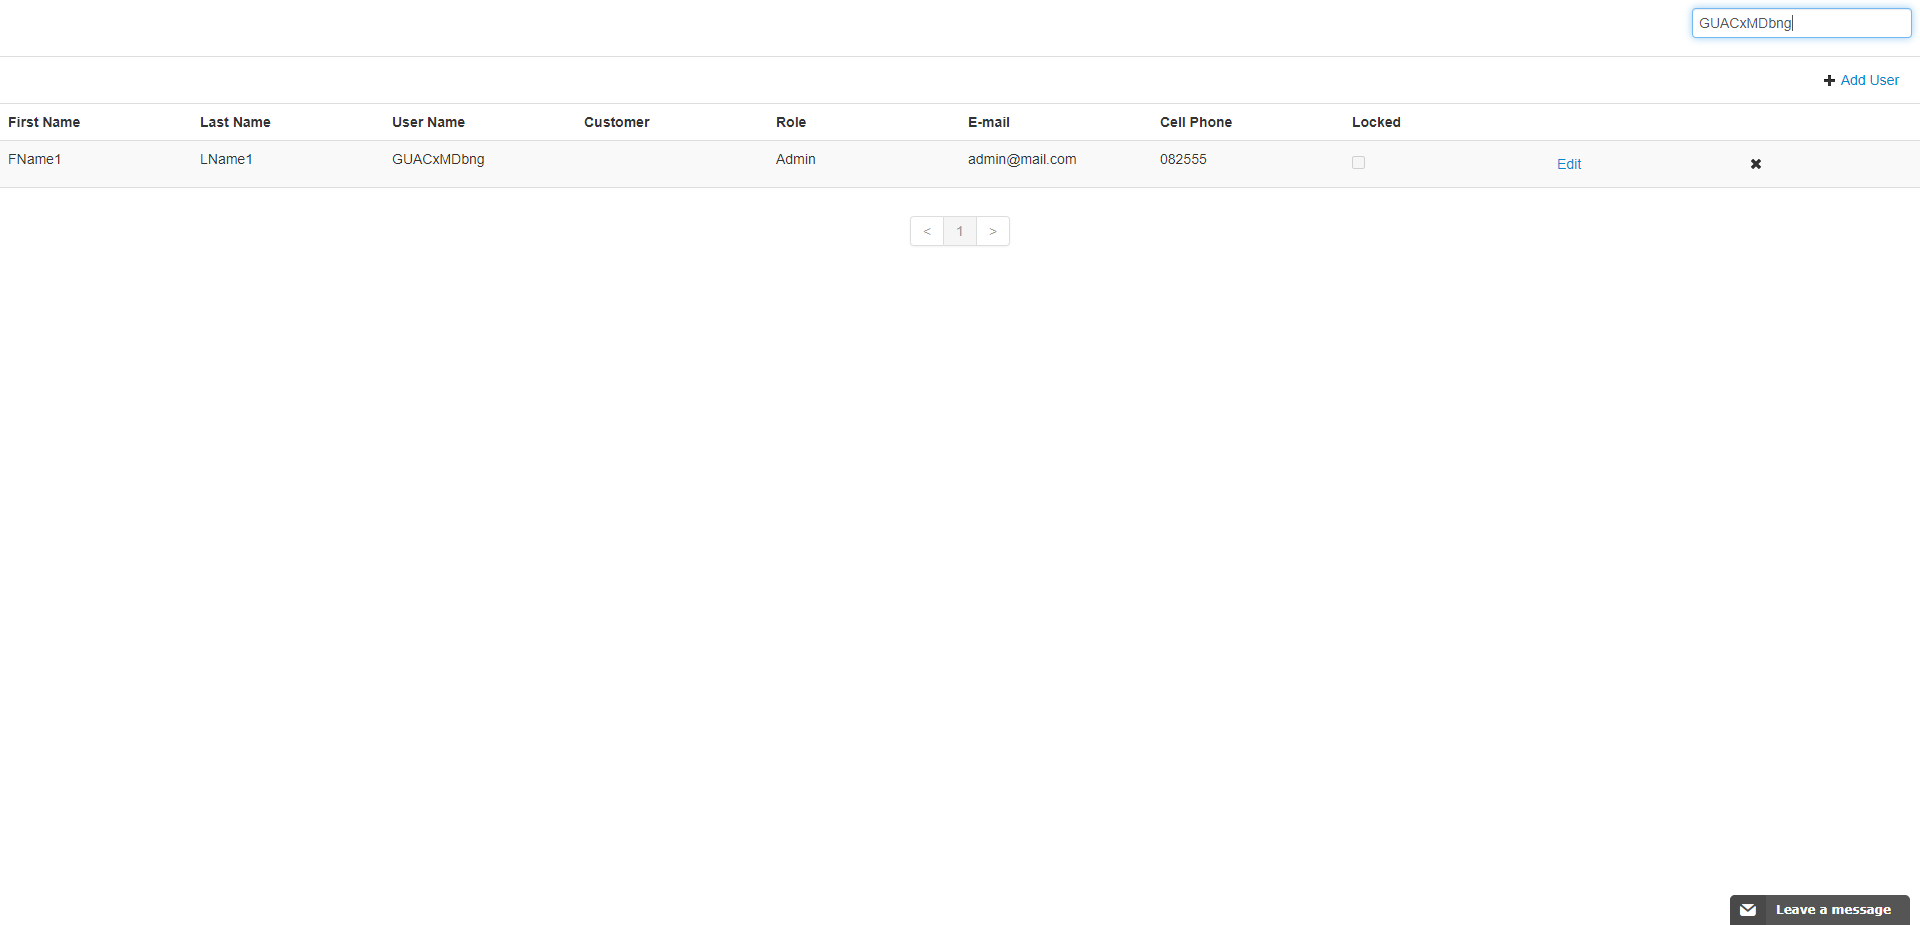 GUACxMDbng
Add User
First Name Last Name User Name Customer Role E-mail Cell Phone Locked
FName1 LName1 GUACxMDbng Admin admin@mail.com 082555 Edit
< 1 >
Leave a message